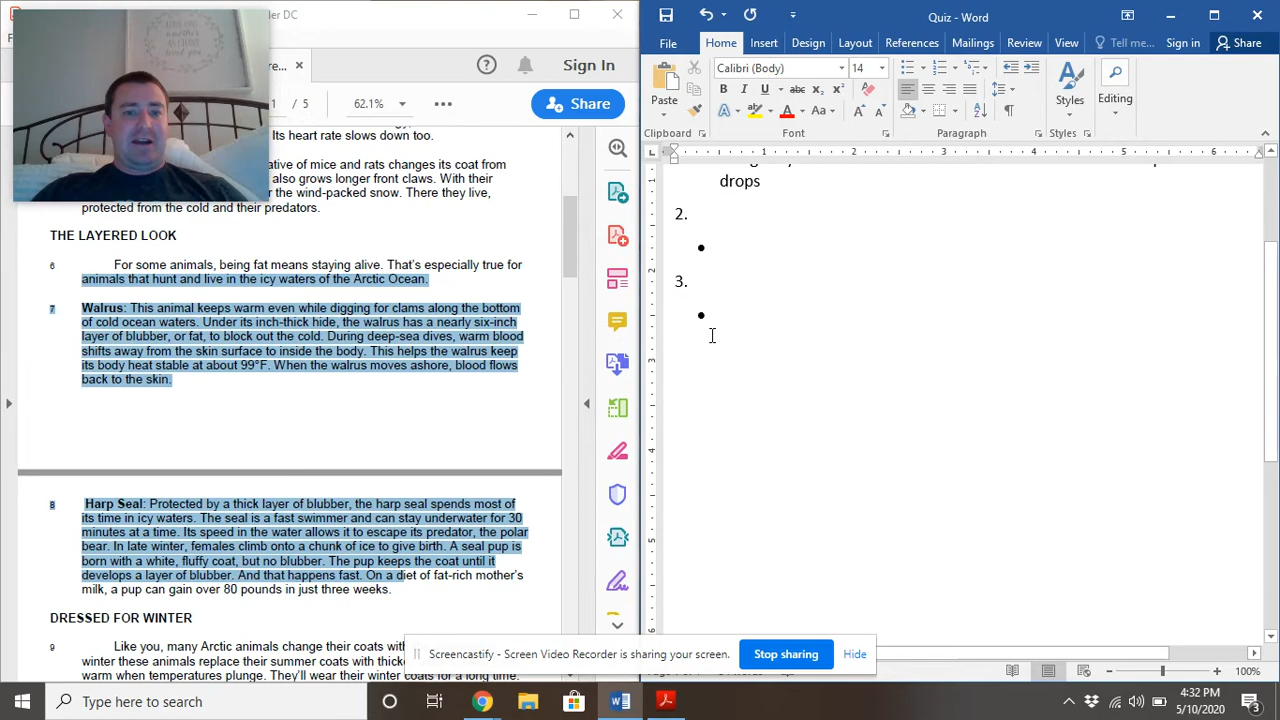 der DC
Quiz - Word
re...
Sign In
File
Home
Insert
Design
Layout
References
Mailings
Review
View
Tell me...
Sign in
Share
1 / 5
62.1%
Share
Paste
Calibri (Body)
14
B I U abc
Aa
Styles
Editing
Clipboard
Font
Paragraph
Styles
. Its heart rate slows down too.
ative of mice and rats changes its coat from
also grows longer front claws. With their
r the wind-packed snow. There they live,
protected from the cold and their predators.
THE LAYERED LOOK
6 For some animals, being fat means staying alive. That's especially true for
animals that hunt and live in the icy waters of the Arctic Ocean.
7 Walrus: This animal keeps warm even while digging for clams along the bottom
of cold ocean waters. Under its inch-thick hide, the walrus has a nearly six-inch
layer of blubber, or fat, to block out the cold. During deep-sea dives, warm blood
shifts away from the skin surface to inside the body. This helps the walrus keep
its body heat stable at about 99°F. When the walrus moves ashore, blood flows
back to the skin.
8 Harp Seal: Protected by a thick layer of blubber, the harp seal spends most of
its time in icy waters. The seal is a fast swimmer and can stay underwater for 30
minutes at a time. Its speed in the water allows it to escape its predator, the polar
bear. In late winter, females climb onto a chunk of ice to give birth. A seal pup is
born with a white, fluffy coat, but no blubber. The pup keeps the coat until it
develops a layer of blubber. And that happens fast. On a diet of fat-rich mother's
milk, a pup can gain over 80 pounds in just three weeks.
DRESSED FOR WINTER
9 Like you, many Arctic animals change their coats with
winter these animals replace their summer coats with thicke
warm when temperatures plunge. They'll wear their winter coats for a long time.
drops
2.
•
3.
•
Screencastify - Screen Video Recorder is sharing your screen.
Stop sharing
Hide
100%
Type here to search
4:32 PM
5/10/2020
3